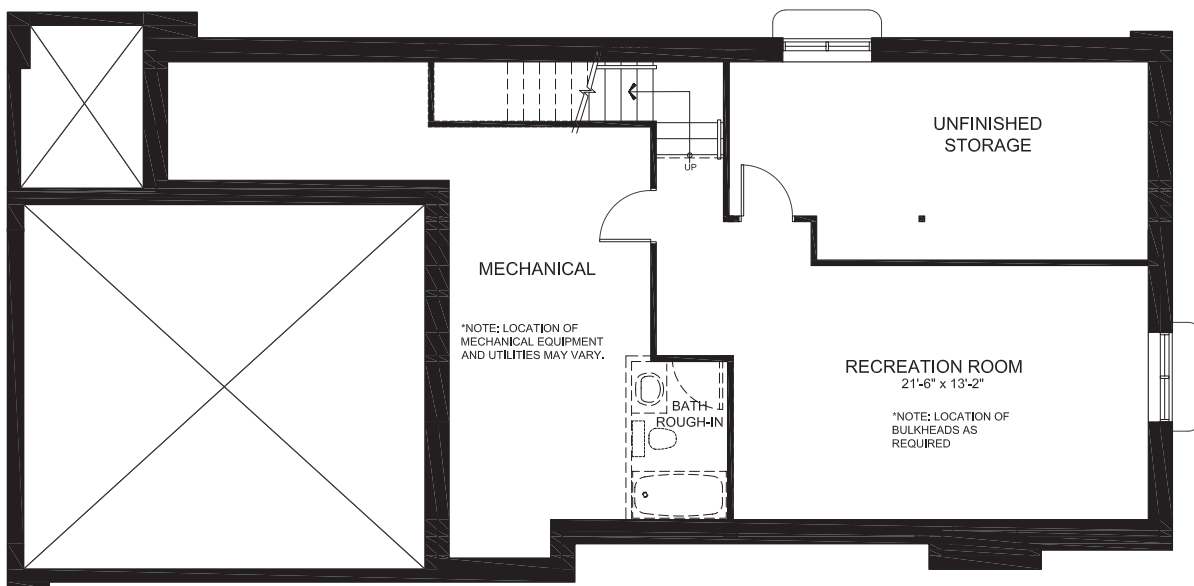 UNFINISHED
STORAGE
UP
MECHANICAL
*NOTE: LOCATION OF
MECHANICAL EQUIPMENT
AND UTILITIES MAY VARY.
RECREATION ROOM
21'-6" x 13'-2"
*NOTE: LOCATION OF
BULKHEADS AS
REQUIRED
BATH
ROUGH-IN